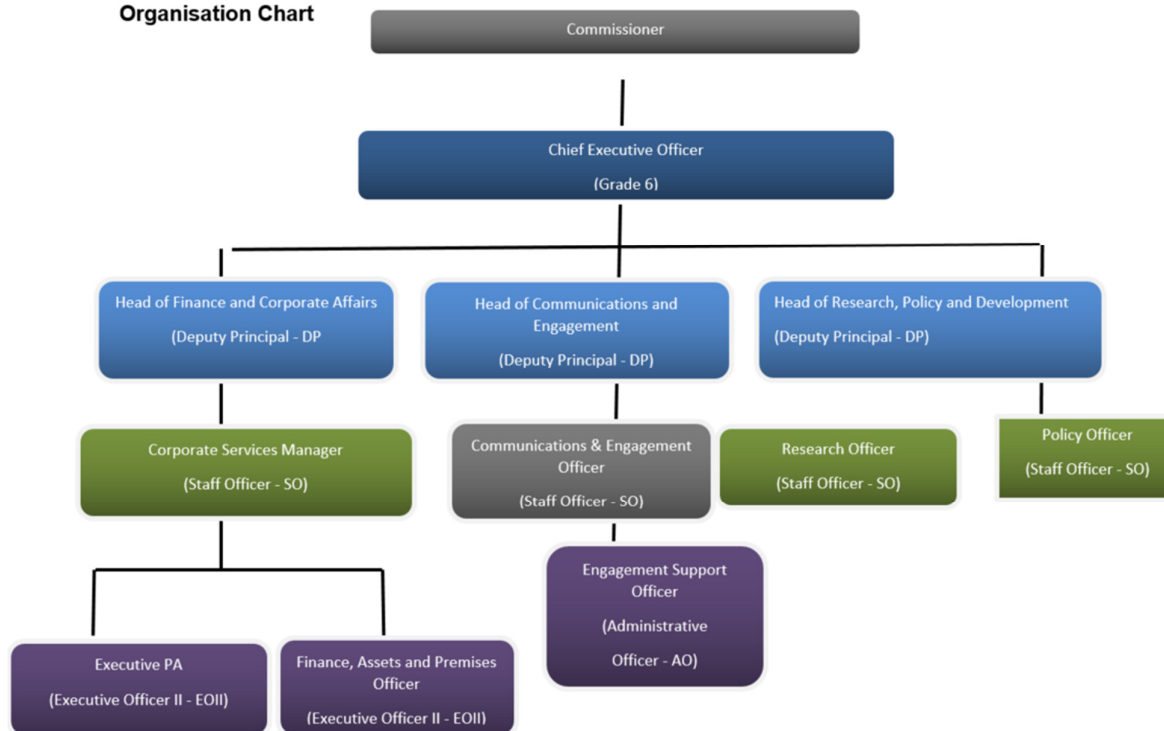 Organisation Chart
Commissioner
Chief Executive Officer
(Grade 6)
Head of Finance and Corporate Affairs
(Deputy Principal - DP
Head of Communications and
Engagement
(Deputy Principal - DP)
Head of Research, Policy and Development
(Deputy Principal - DP)
Corporate Services Manager
(Staff Officer - SO)
Communications & Engagement
Officer
(Staff Officer - SO)
Research Officer
(Staff Officer - SO)
Policy Officer
(Staff Officer - SO)
Engagement Support
Officer
(Administrative
Officer - AO)
Executive PA
(Executive Officer II - EOII)
Finance, Assets and Premises
Officer
(Executive Officer II - EOII)